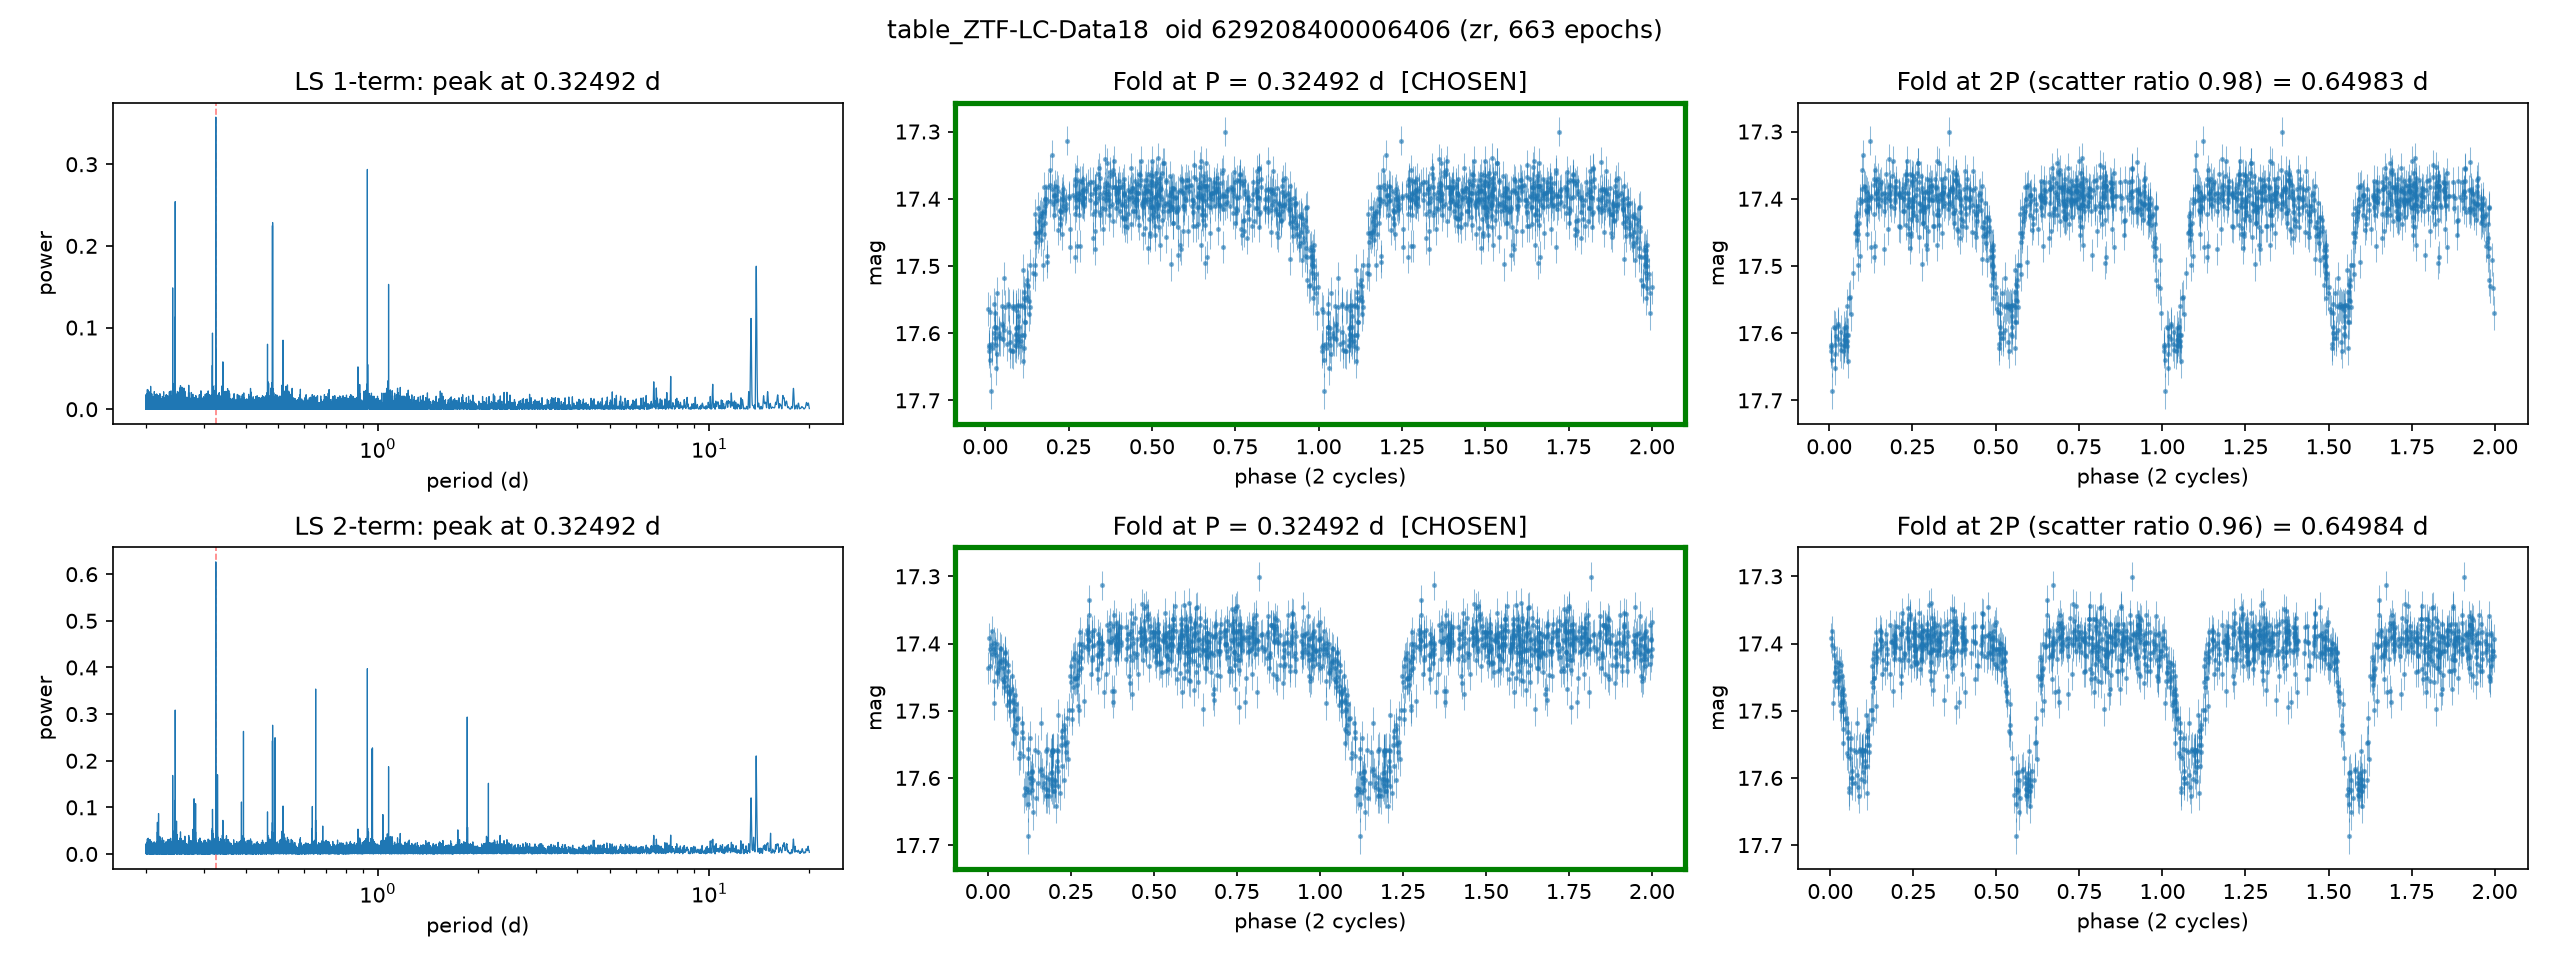 table_ZTF-LC-Data18  oid 629208400006406 (zr, 663 epochs)
LS 1-term: peak at 0.32492 d
power
0.3
0.2
0.1
0.0
10⁰
10¹
period (d)
Fold at P = 0.32492 d  [CHOSEN]
mag
17.3
17.4
17.5
17.6
17.7
0.00 0.25 0.50 0.75 1.00 1.25 1.50 1.75 2.00
phase (2 cycles)
Fold at 2P (scatter ratio 0.98) = 0.64983 d
mag
17.3
17.4
17.5
17.6
17.7
0.00 0.25 0.50 0.75 1.00 1.25 1.50 1.75 2.00
phase (2 cycles)
LS 2-term: peak at 0.32492 d
power
0.6
0.5
0.4
0.3
0.2
0.1
0.0
10⁰
10¹
period (d)
Fold at P = 0.32492 d  [CHOSEN]
mag
17.3
17.4
17.5
17.6
17.7
0.00 0.25 0.50 0.75 1.00 1.25 1.50 1.75 2.00
phase (2 cycles)
Fold at 2P (scatter ratio 0.96) = 0.64984 d
mag
17.3
17.4
17.5
17.6
17.7
0.00 0.25 0.50 0.75 1.00 1.25 1.50 1.75 2.00
phase (2 cycles)